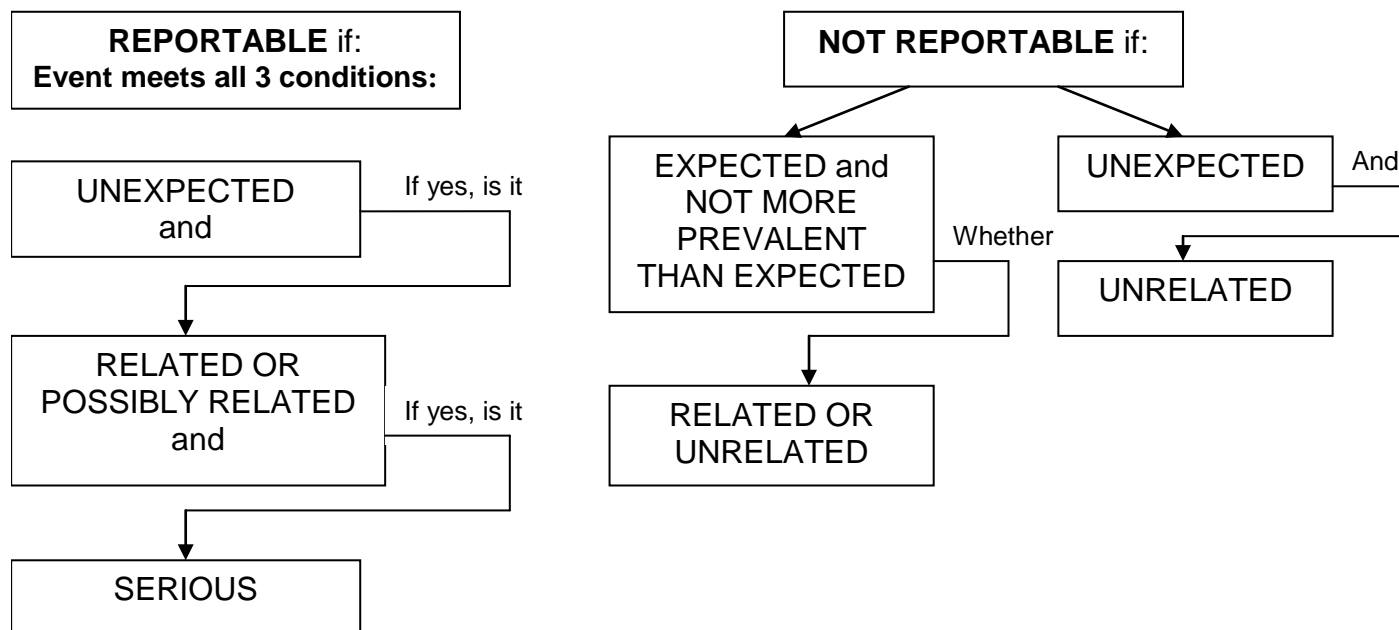 REPORTABLE if:
Event meets all 3 conditions:
UNEXPECTED
and
If yes, is it
RELATED OR
POSSIBLY RELATED
and
If yes, is it
SERIOUS
NOT REPORTABLE if:
EXPECTED and
NOT MORE
PREVALENT
THAN EXPECTED
Whether
RELATED OR
UNRELATED
UNEXPECTED
And
UNRELATED